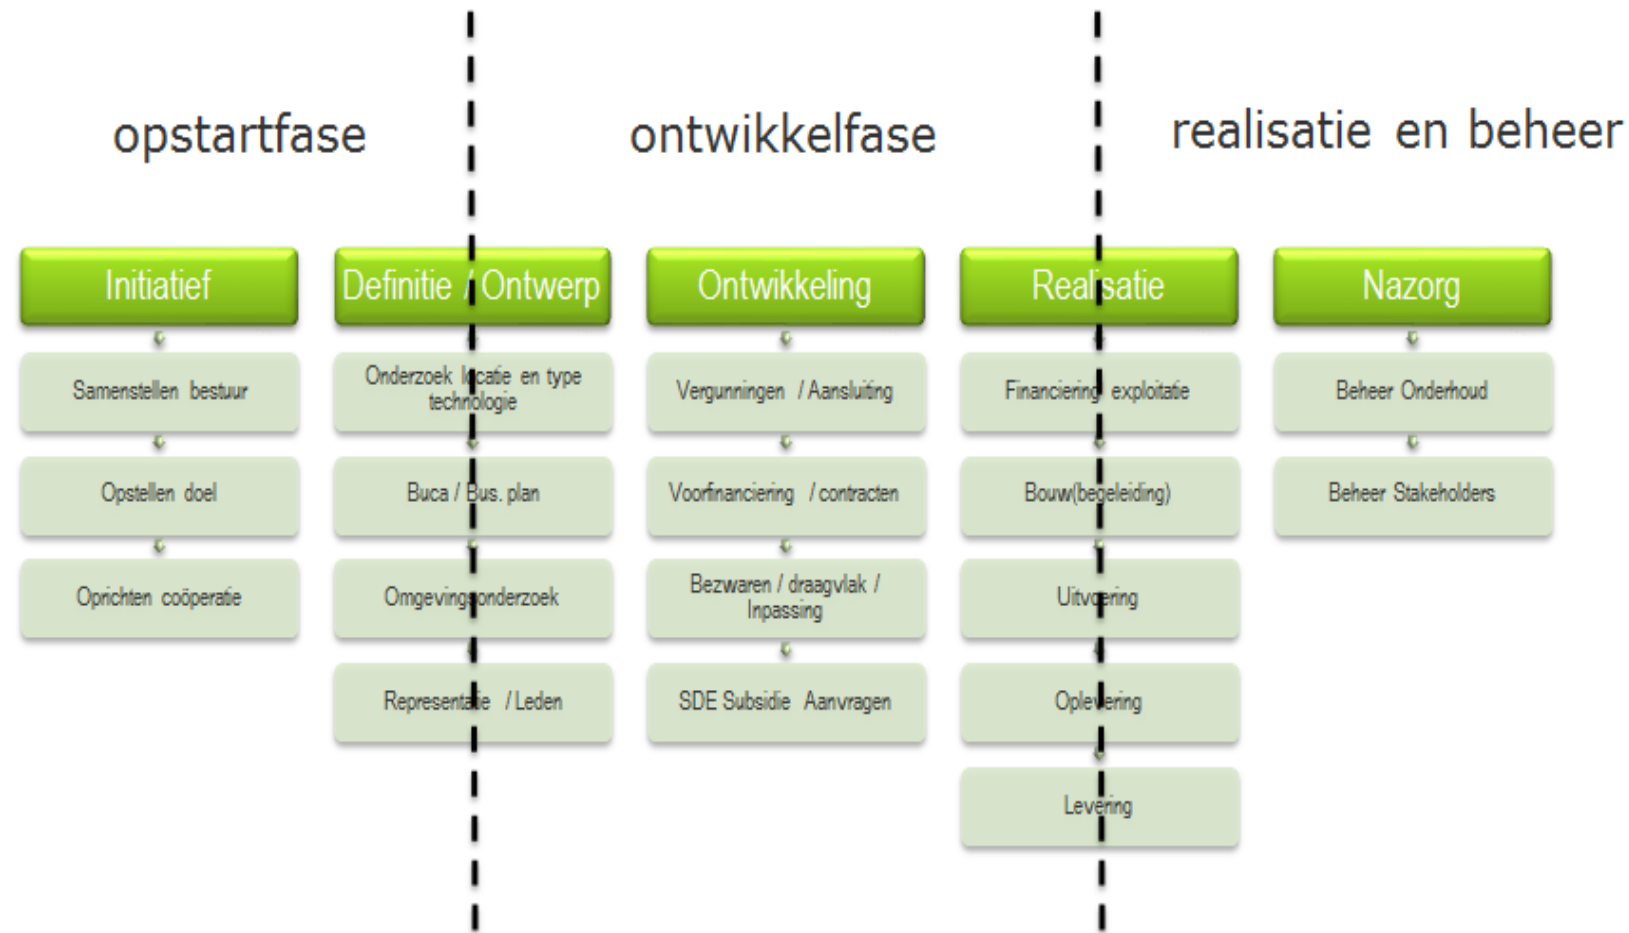 opstartfase
ontwikkelfase
realisatie en beheer
Initiatief
Samenstellen bestuur
Opstellen doel
Oprichten coöperatie
Definitie / Ontwerp
Onderzoek locatie en type
technologie
Buca / Bus. plan
Omgevingsonderzoek
Representatie / Leden
Ontwikkeling
Vergunningen / Aansluiting
Voorfinanciering / contracten
Bezwaren / draagvlak /
Inpassing
SDE Subsidie Aanvragen
Realisatie
Financiering exploitatie
Bouw(begeleiding)
Uitvoering
Oplevering
Levering
Nazorg
Beheer Onderhoud
Beheer Stakeholders